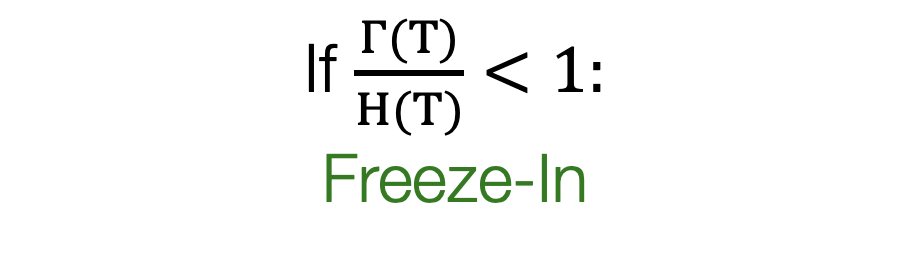 If Γ(T)/H(T) < 1:
Freeze-In